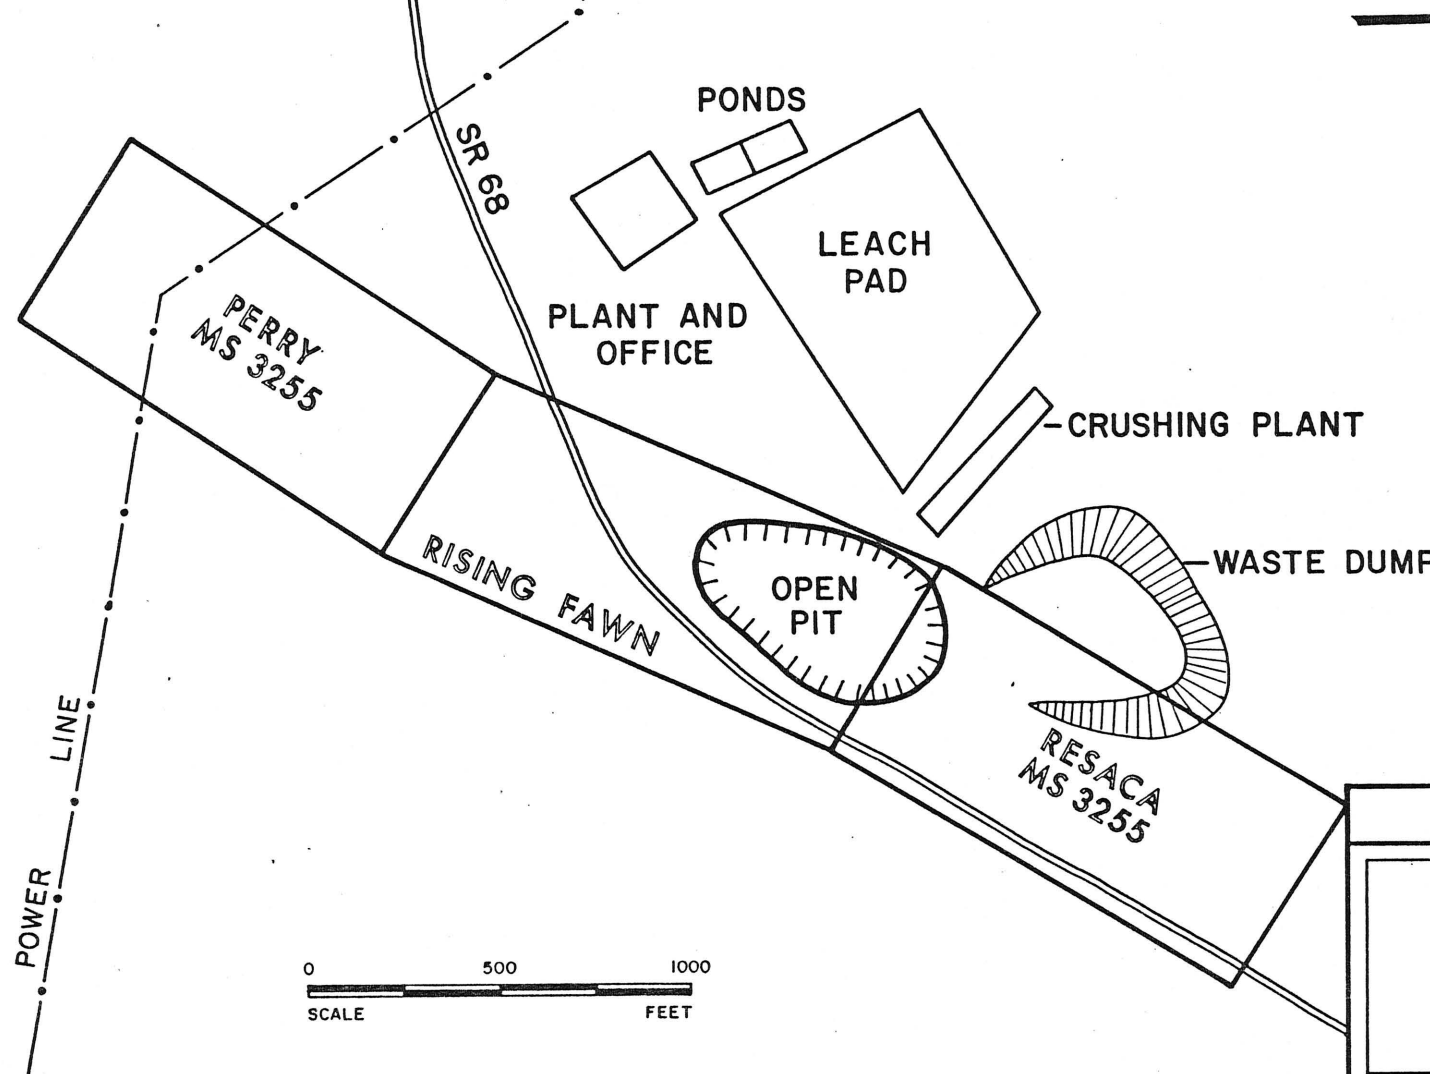 PONDS
SR 68
LEACH
PAD
PERRY
MS 3255
PLANT AND
OFFICE
CRUSHING PLANT
RISING FAWN
OPEN
PIT
WASTE DUMP
RESACA
MS 3255
POWER LINE
0 500 1000
SCALE FEET